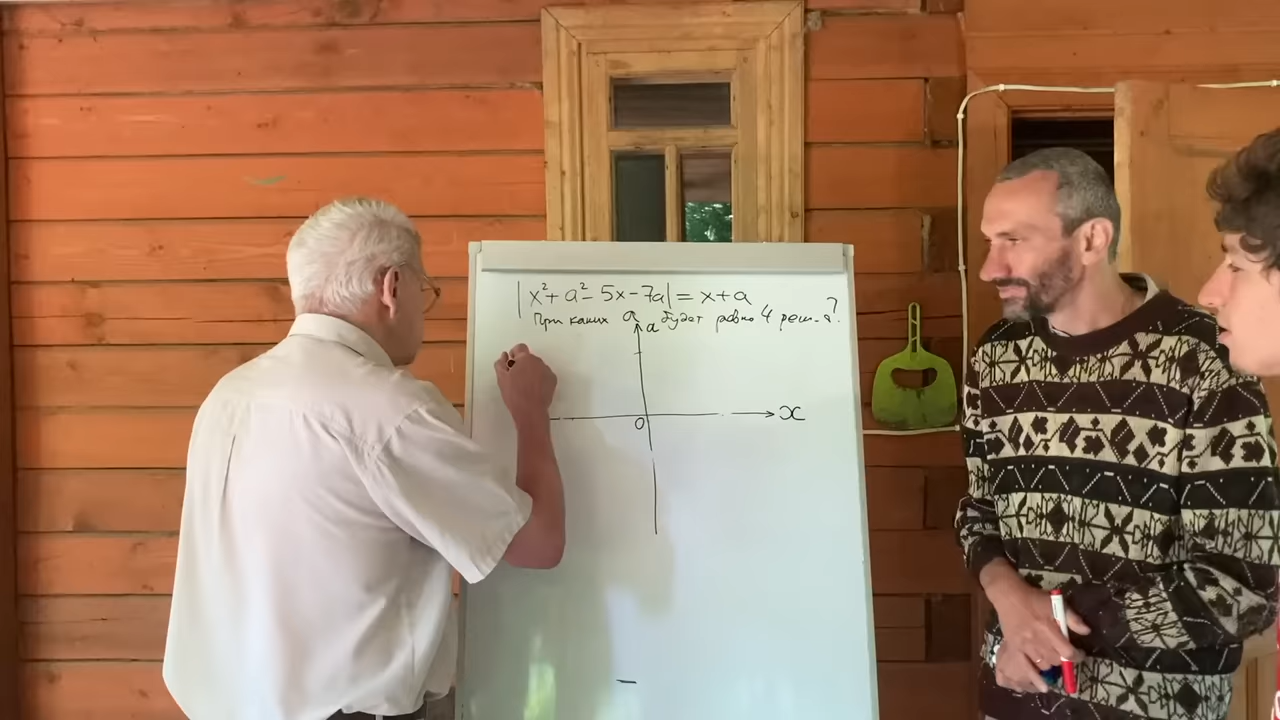 |x²+a²-5x-7a|=x+a
При каких a будет равно 4 реш-я?
a
0
x